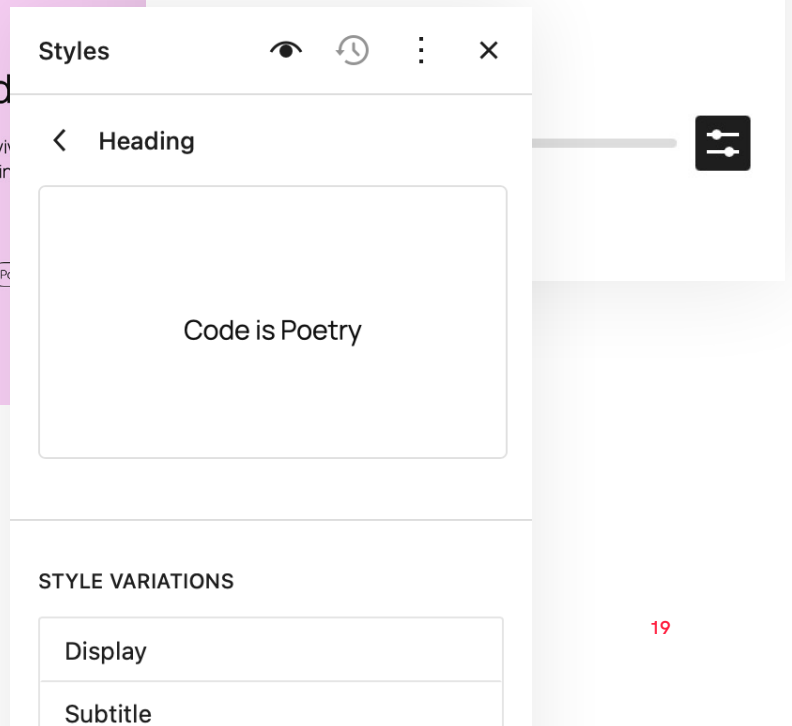 Styles
Heading
Code is Poetry
STYLE VARIATIONS
Display
19
Subtitle